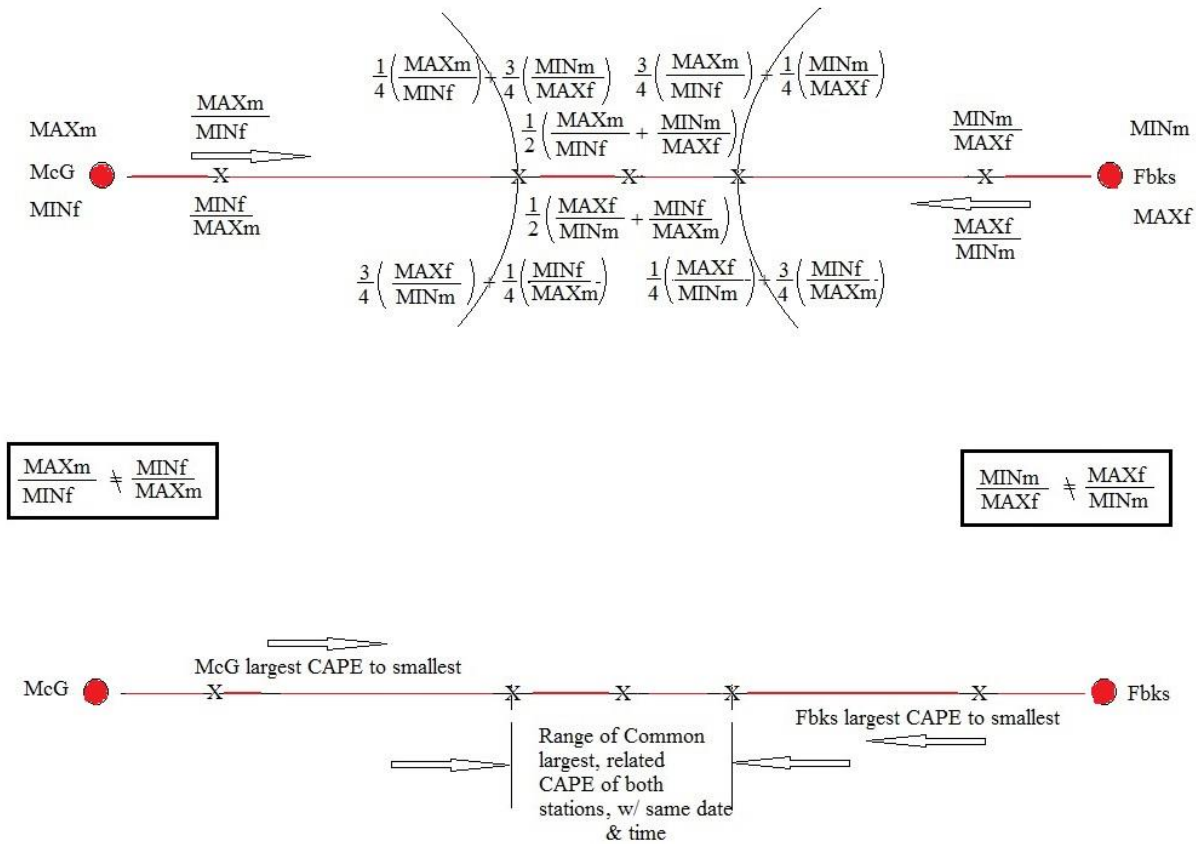 1/4 (MAXm/MINf) + 3/4 (MINm/MAXf)
3/4 (MAXm/MINf) + 1/4 (MINm/MAXf)
MAXm/MINf
1/2 (MAXm/MINf + MINm/MAXf)
MINm/MAXf
MAXm
MINm
McG
X X X X X
Fbks
MINf
MINf/MAXm
1/2 (MAXf/MINm + MINf/MAXm)
MAXf/MINm
MAXf
3/4 (MAXf/MINm) + 1/4 (MINf/MAXm)
1/4 (MAXf/MINm) + 3/4 (MINf/MAXm)
MAXm/MINf ≠ MINf/MAXm
MINm/MAXf ≠ MAXf/MINm
McG largest CAPE to smallest
McG
X X X X X
Fbks
Fbks largest CAPE to smallest
Range of Common
largest, related
CAPE of both
stations, w/ same date
& time